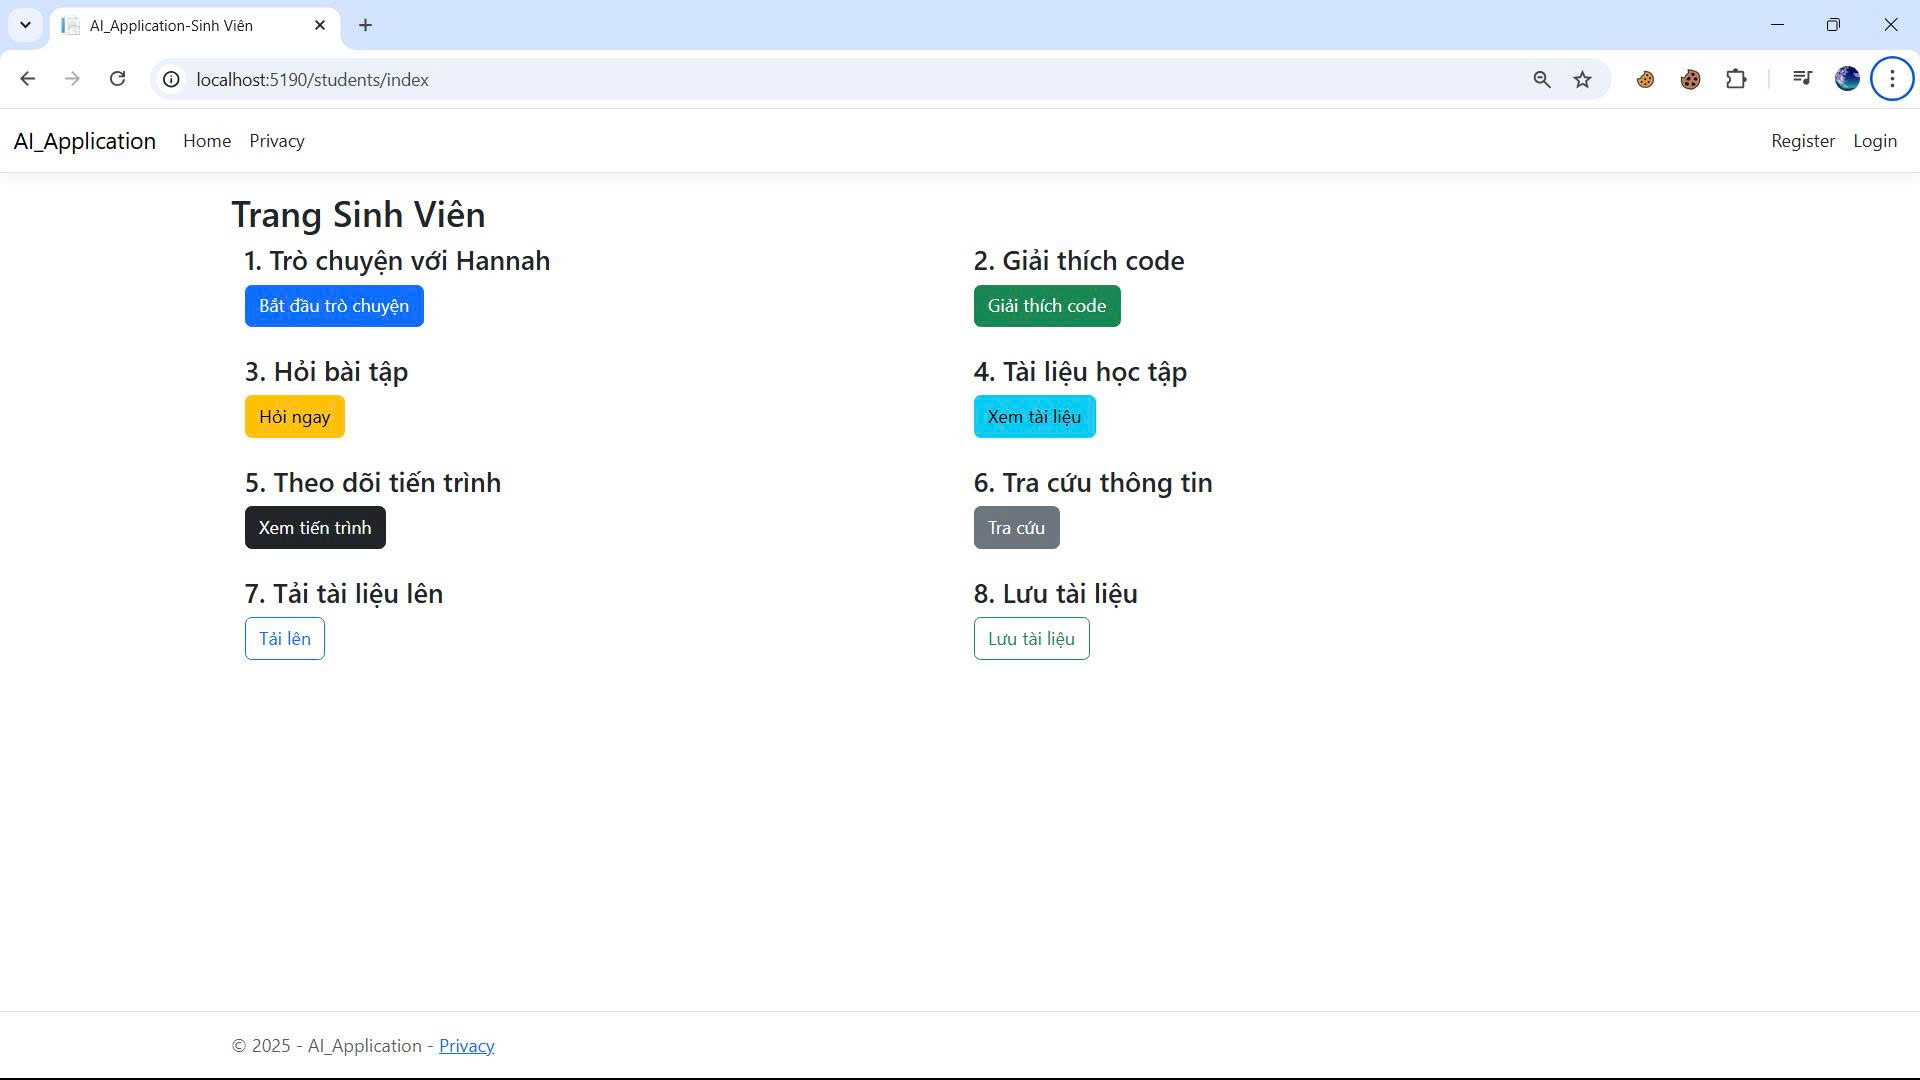 AI_Application-Sinh Viên
localhost:5190/students/index
AI_Application Home Privacy Register Login
Trang Sinh Viên
1. Trò chuyện với Hannah
Bắt đầu trò chuyện
2. Giải thích code
Giải thích code
3. Hỏi bài tập
Hỏi ngay
4. Tài liệu học tập
Xem tài liệu
5. Theo dõi tiến trình
Xem tiến trình
6. Tra cứu thông tin
Tra cứu
7. Tải tài liệu lên
Tải lên
8. Lưu tài liệu
Lưu tài liệu
© 2025 - AI_Application - Privacy